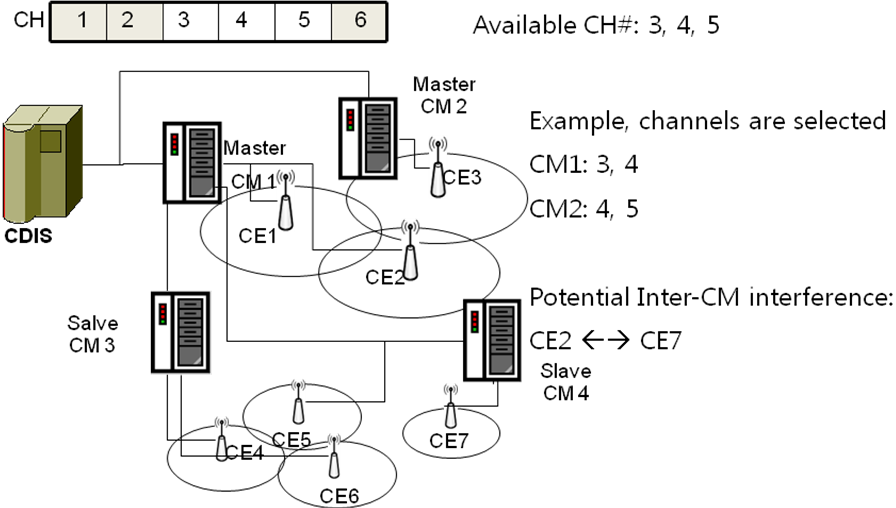 CH 1 2 3 4 5 6
Available CH#: 3, 4, 5
Master
CM 2
Example, channels are selected
Master
CM 1
CM1: 3, 4
CE3
CM2: 4, 5
CDIS
CE1
CE2
Potential Inter-CM interference:
Salve
CM 3
CE2 ←→ CE7
Slave
CM 4
CE5
CE7
CE4
CE6